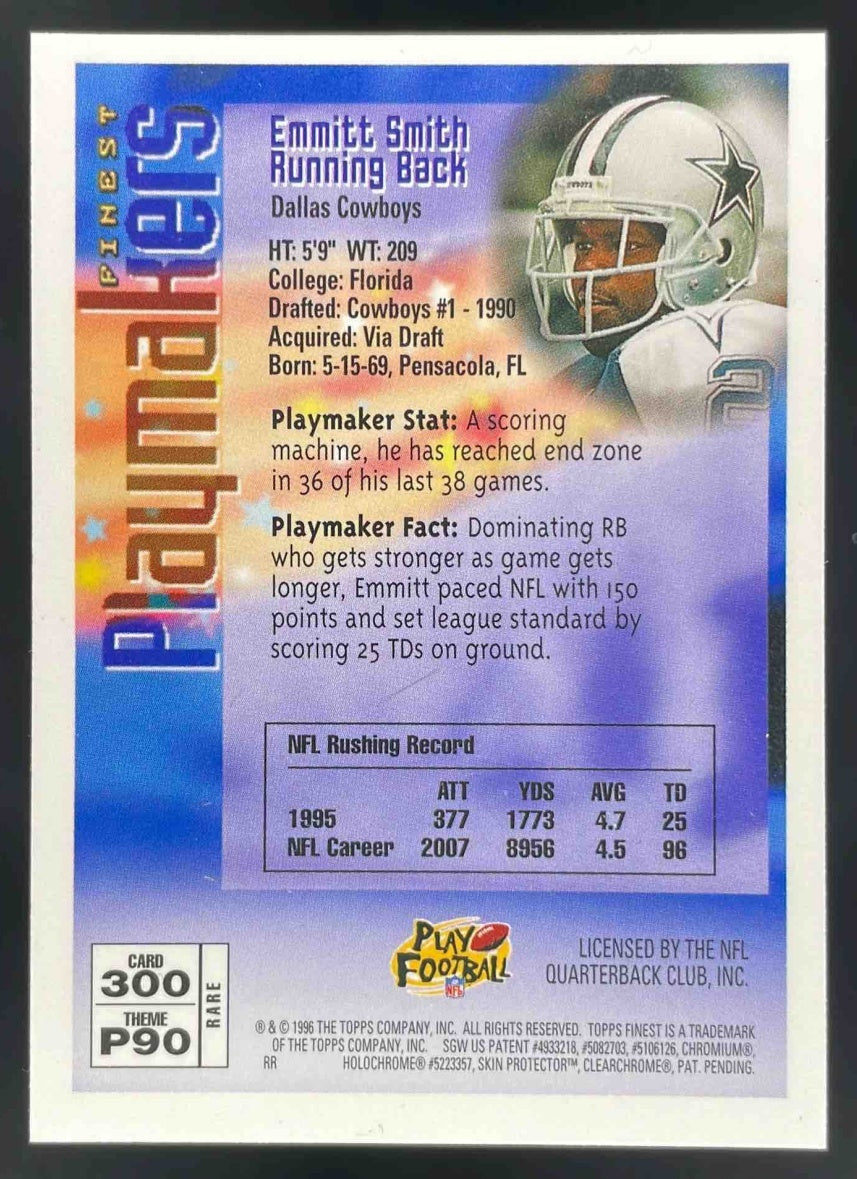 FINEST
Playmakers
Emmitt Smith
Running Back
Dallas Cowboys
HT: 5'9" WT: 209
College: Florida
Drafted: Cowboys #1 - 1990
Acquired: Via Draft
Born: 5-15-69, Pensacola, FL
Playmaker Stat: A scoring
machine, he has reached end zone
in 36 of his last 38 games.
Playmaker Fact: Dominating RB
who gets stronger as game gets
longer, Emmitt paced NFL with 150
points and set league standard by
scoring 25 TDs on ground.
NFL Rushing Record
ATT YDS AVG TD
1995 377 1773 4.7 25
NFL Career 2007 8956 4.5 96
CARD
300
THEME
P90
RARE
PLAY
FOOTBALL
NFL
LICENSED BY THE NFL
QUARTERBACK CLUB, INC.
® & © 1996 THE TOPPS COMPANY, INC. ALL RIGHTS RESERVED. TOPPS FINEST IS A TRADEMARK
OF THE TOPPS COMPANY, INC. SGW US PATENT #4933218, #5082703, #5106126, CHROMIUM®,
RR HOLOCHROME® #5223357, SKIN PROTECTOR™, CLEARCHROME®, PAT. PENDING.
2